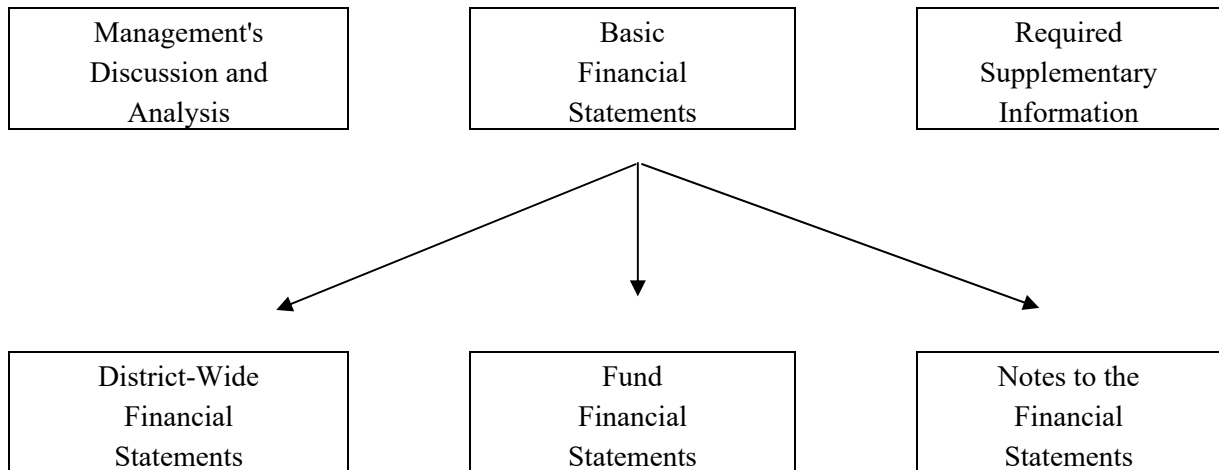 Management's
Discussion and
Analysis
Basic
Financial
Statements
Required
Supplementary
Information
District-Wide
Financial
Statements
Fund
Financial
Statements
Notes to the
Financial
Statements